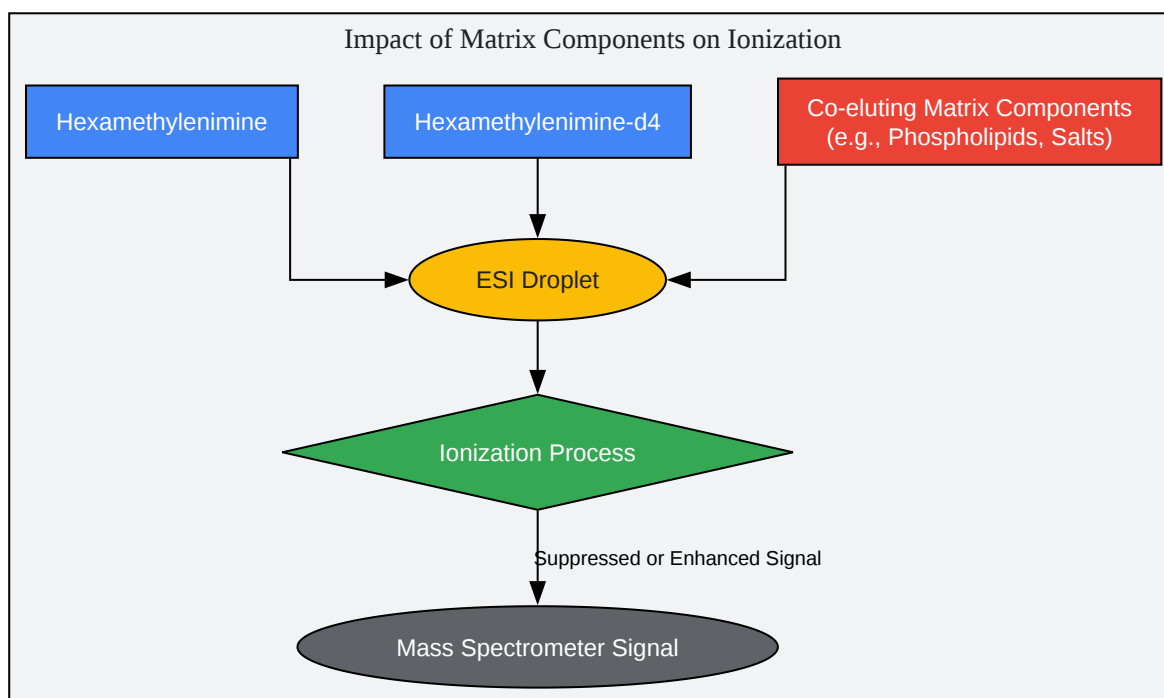 Impact of Matrix Components on Ionization
Hexamethylenimine
Hexamethylenimine-d4
Co-eluting Matrix Components
(e.g., Phospholipids, Salts)
ESI Droplet
Ionization Process
Suppressed or Enhanced Signal
Mass Spectrometer Signal